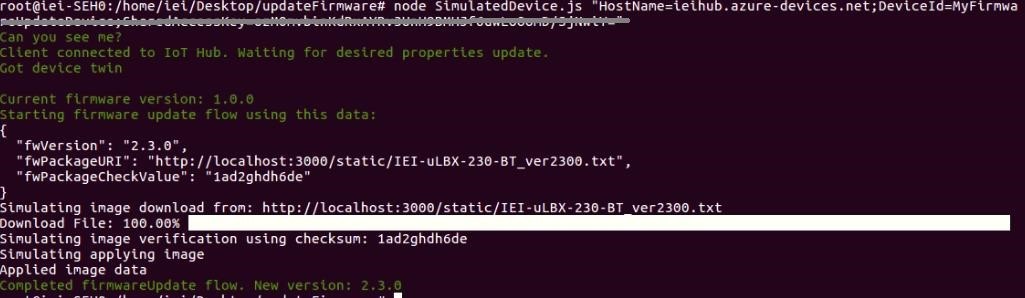 root@iei-SEH0:/home/iei/Desktop/updateFirmware# node SimulatedDevice.js "HostName=ieihub.azure-devices.net;DeviceId=MyFirmwa
Can you see me?
Client connected to IoT Hub. Waiting for desired properties update.
Got device twin
Current firmware version: 1.0.0
Starting firmware update flow using this data:
{
  "fwVersion": "2.3.0",
  "fwPackageURI": "http://localhost:3000/static/IEI-uLBX-230-BT_ver2300.txt",
  "fwPackageCheckValue": "1ad2ghdh6de"
}
Simulating image download from: http://localhost:3000/static/IEI-uLBX-230-BT_ver2300.txt
Download File: 100.00%
Simulating image verification using checksum: 1ad2ghdh6de
Simulating applying image
Applied image data
Completed firmwareUpdate flow. New version: 2.3.0